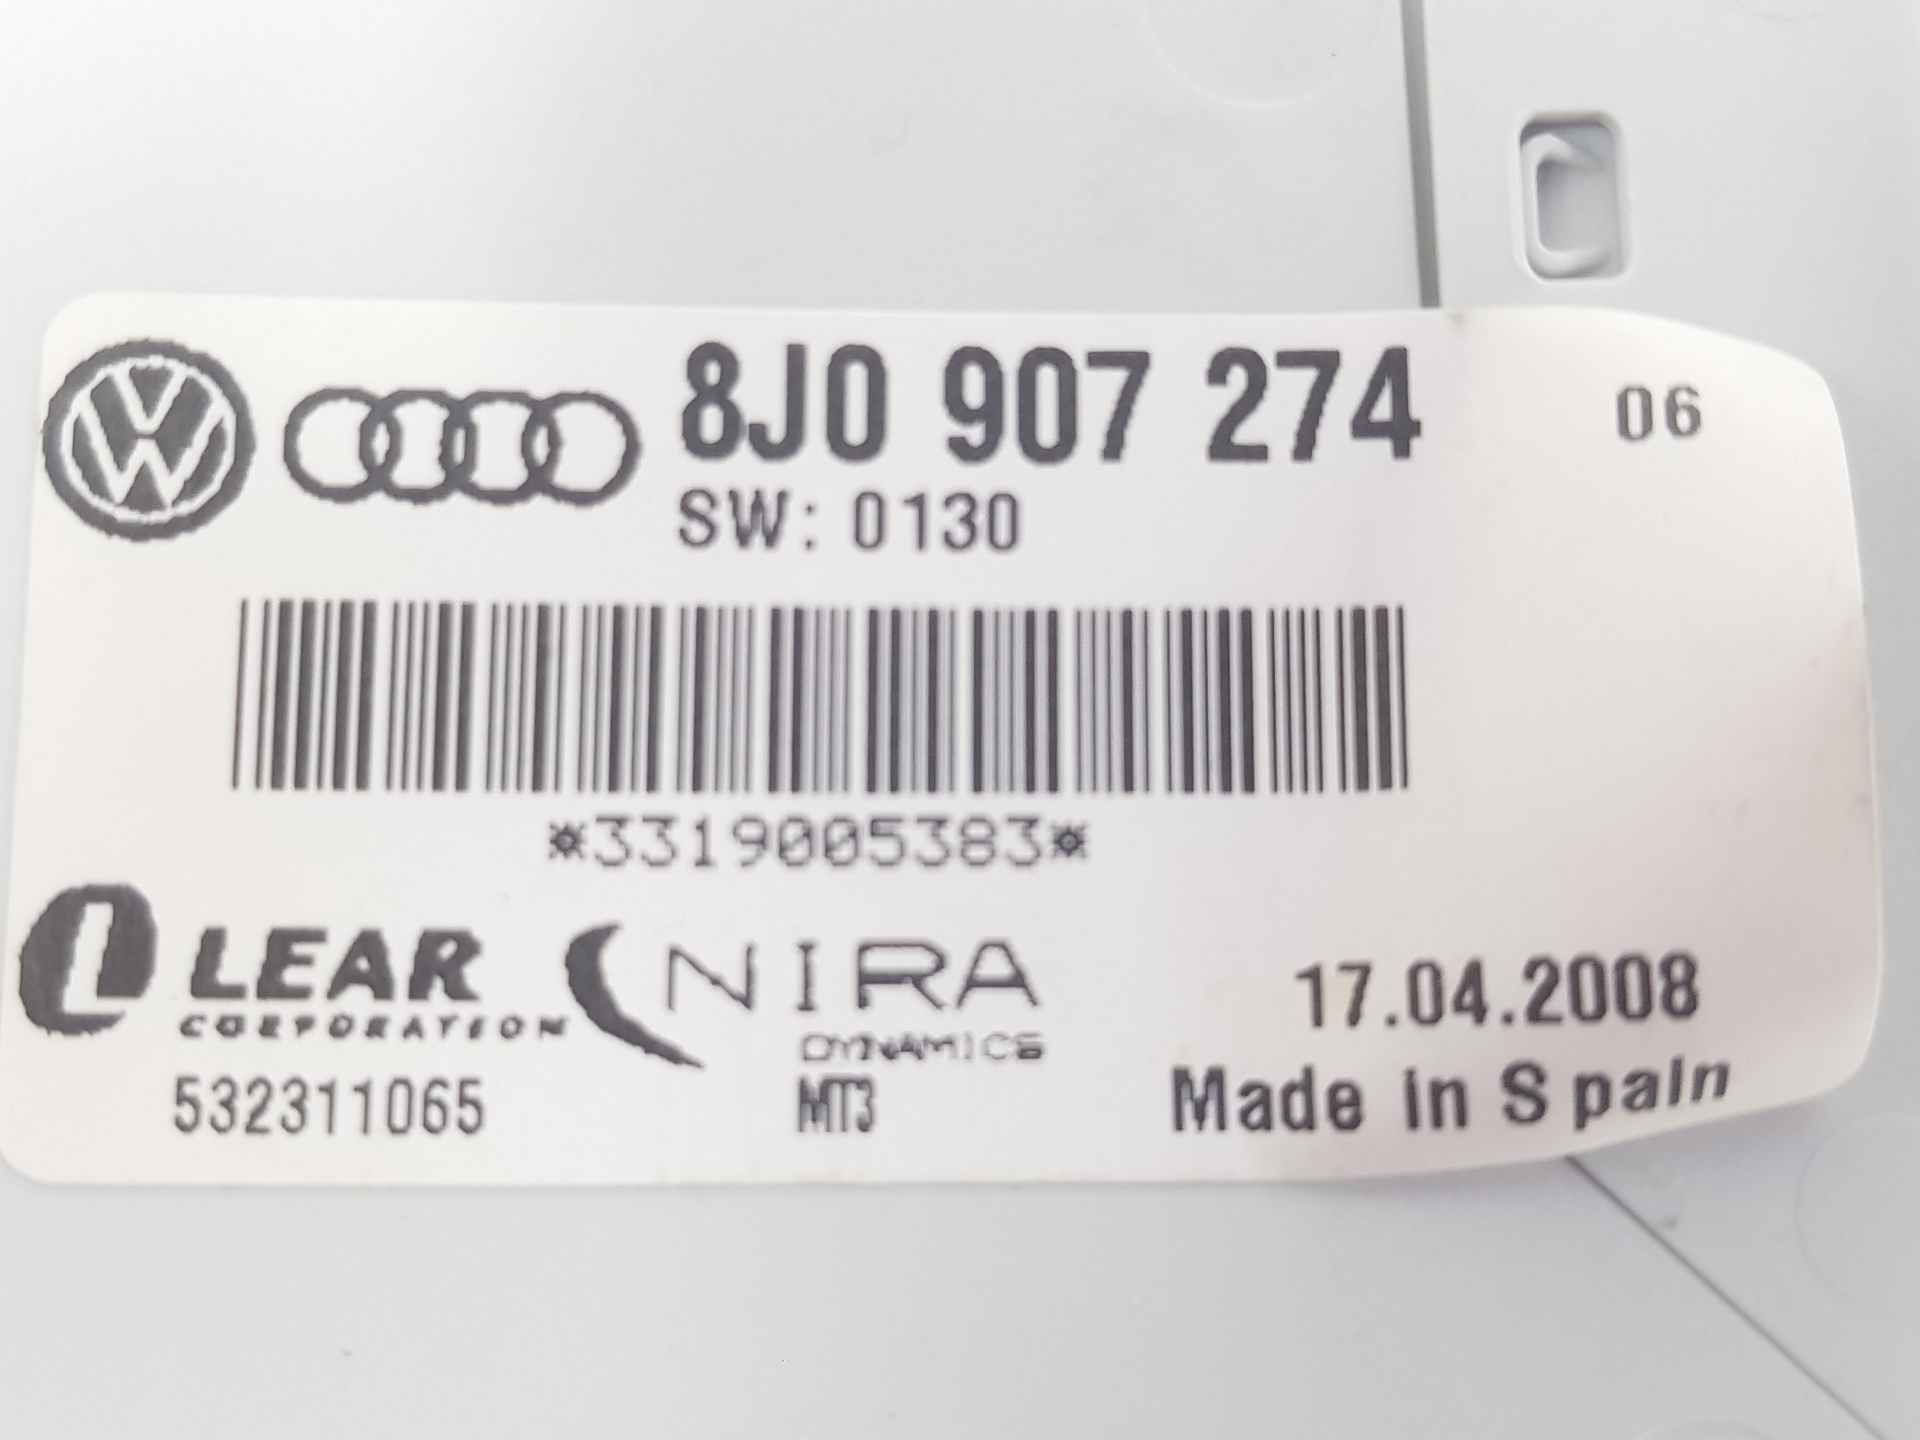 8J0 907 274 06
SW: 0130
*3319005383*
LEAR NIRA 17.04.2008
CORPORATION DYNAMICS
532311065 MT3 Made in Spain